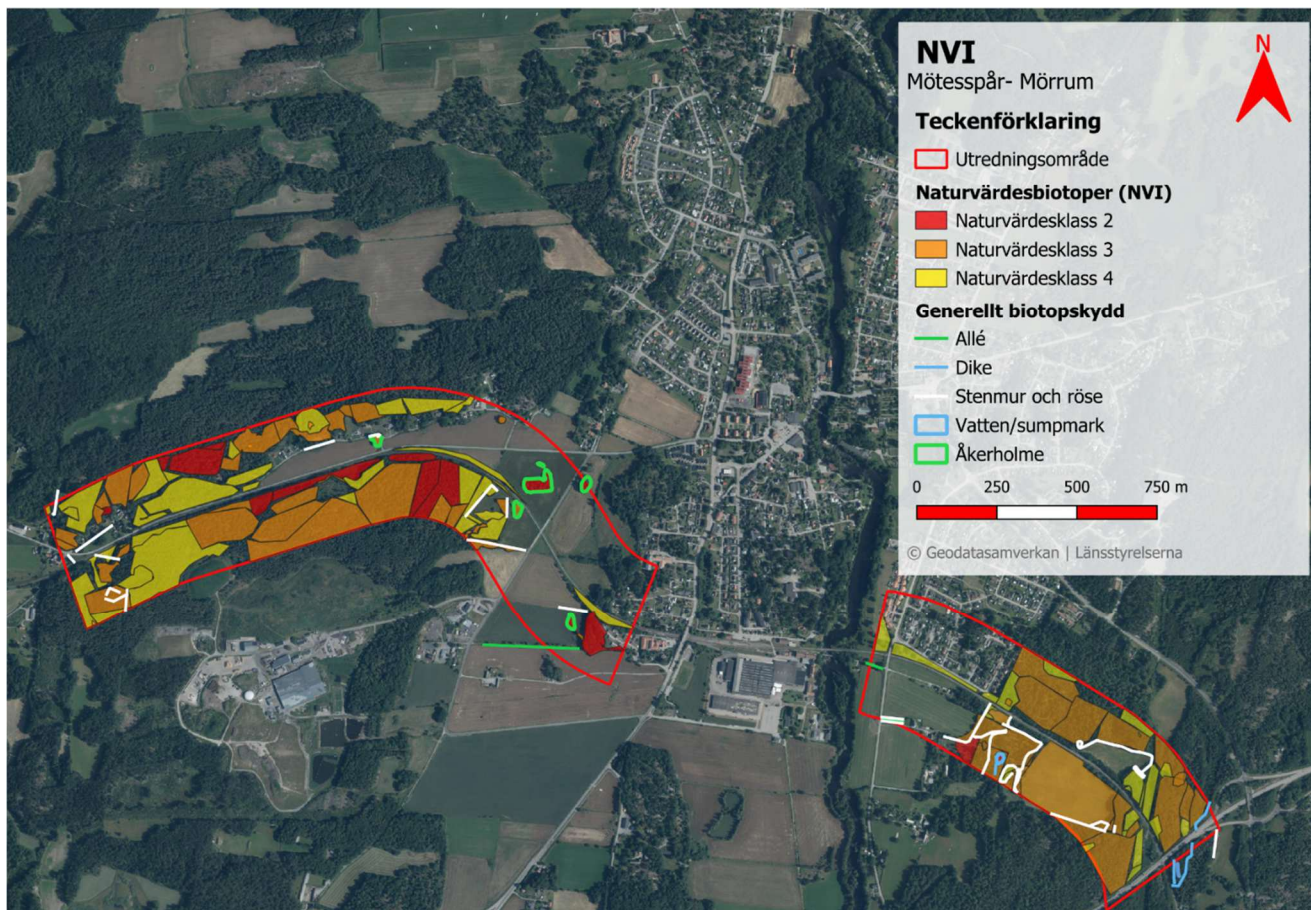 NVI
N
Mötesspår- Mörrum
Teckenförklaring
Utredningsområde
Naturvärdesbiotoper (NVI)
Naturvärdesklass 2
Naturvärdesklass 3
Naturvärdesklass 4
Generellt biotopskydd
Allé
Dike
Stenmur och röse
Vatten/sumpmark
Åkerholme
0 250 500 750 m
© Geodatasamverkan | Länsstyrelserna